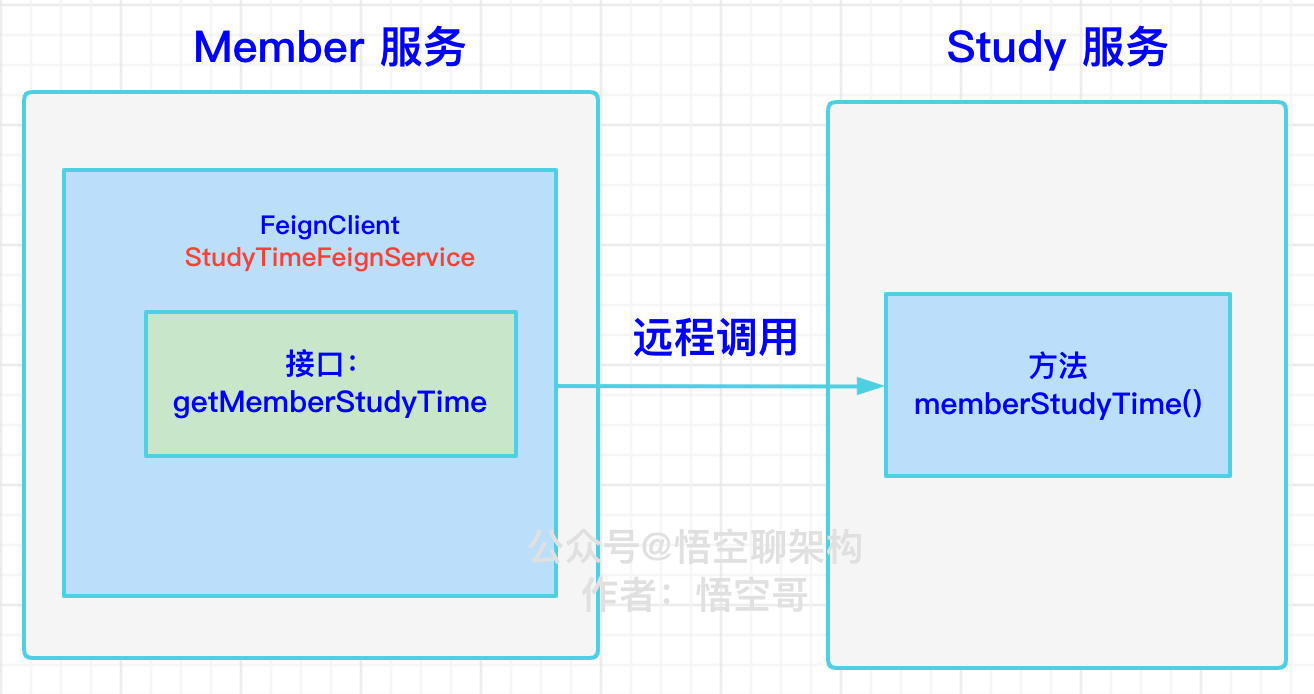 Member 服务
Study 服务
FeignClient
StudyTimeFeignService
接口：
getMemberStudyTime
远程调用
方法
memberStudyTime()
公众号@悟空聊架构
作者：悟空哥